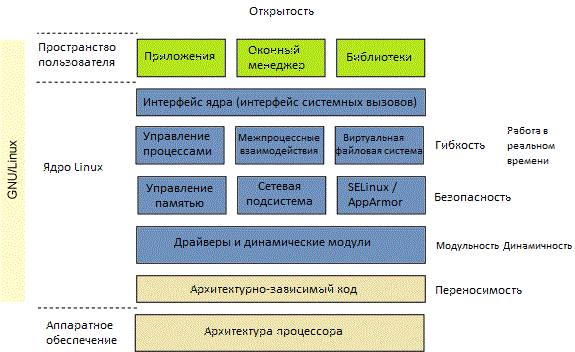 Открытость
GNU/Linux
Пространство
пользователя
Приложения
Оконный
менеджер
Библиотеки
Интерфейс ядра (интерфейс системных вызовов)
Ядро Linux
Управление
процессами
Межпроцессные
взаимодействия
Виртуальная
файловая система
Гибкость
Работа в
реальном
времени
Управление
памятью
Сетевая
подсистема
SELinux /
AppArmor
Безопасность
Драйверы и динамические модули
Модульность Динамичность
Архитектурно-зависимый код
Переносимость
Аппаратное
обеспечение
Архитектура процессора